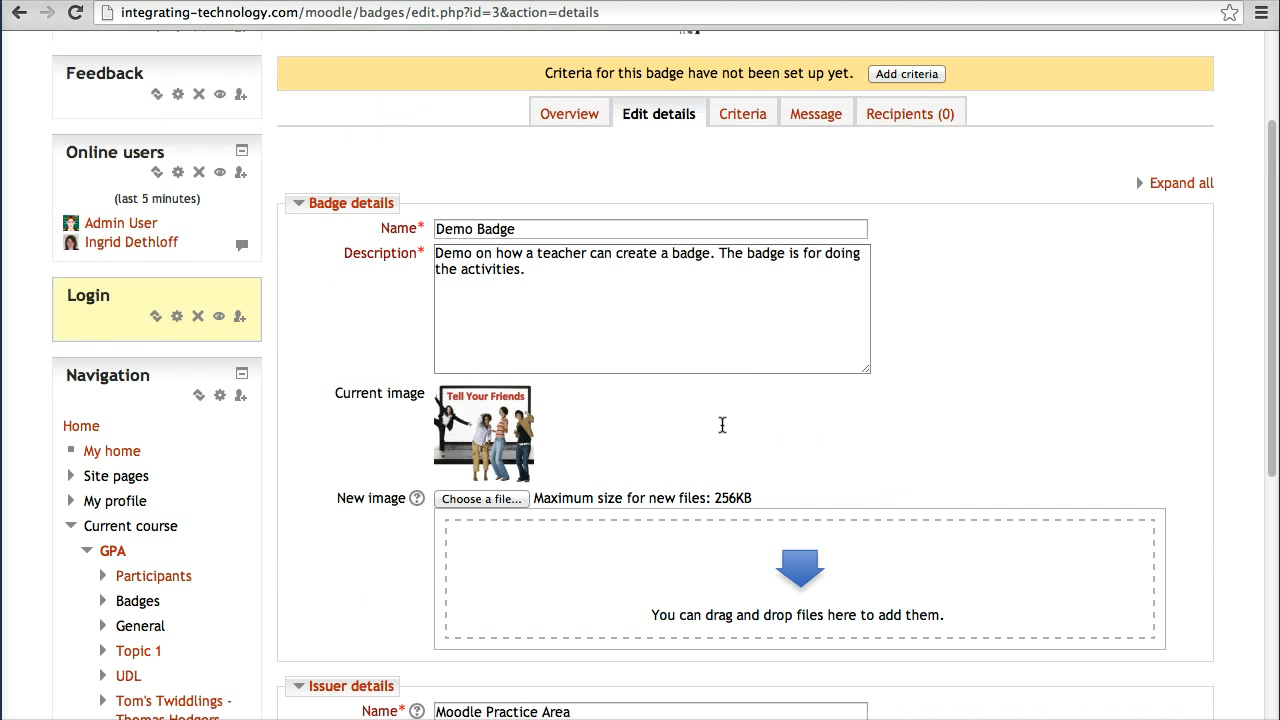 integrating-technology.com/moodle/badges/edit.php?id=3&action=details
Feedback
Criteria for this badge have not been set up yet. Add criteria
Overview Edit details Criteria Message Recipients (0)
Online users
(last 5 minutes)
Admin User
Ingrid Dethloff
Expand all
Login
Navigation
Home
My home
Site pages
My profile
Current course
GPA
Participants
Badges
General
Topic 1
UDL
Tom's Twiddlings -
Thomas Hodgers
Badge details
Name* Demo Badge
Description* Demo on how a teacher can create a badge. The badge is for doing
the activities.
Current image
Tell Your Friends
New image Choose a file... Maximum size for new files: 256KB
You can drag and drop files here to add them.
Issuer details
Name* Moodle Practice Area